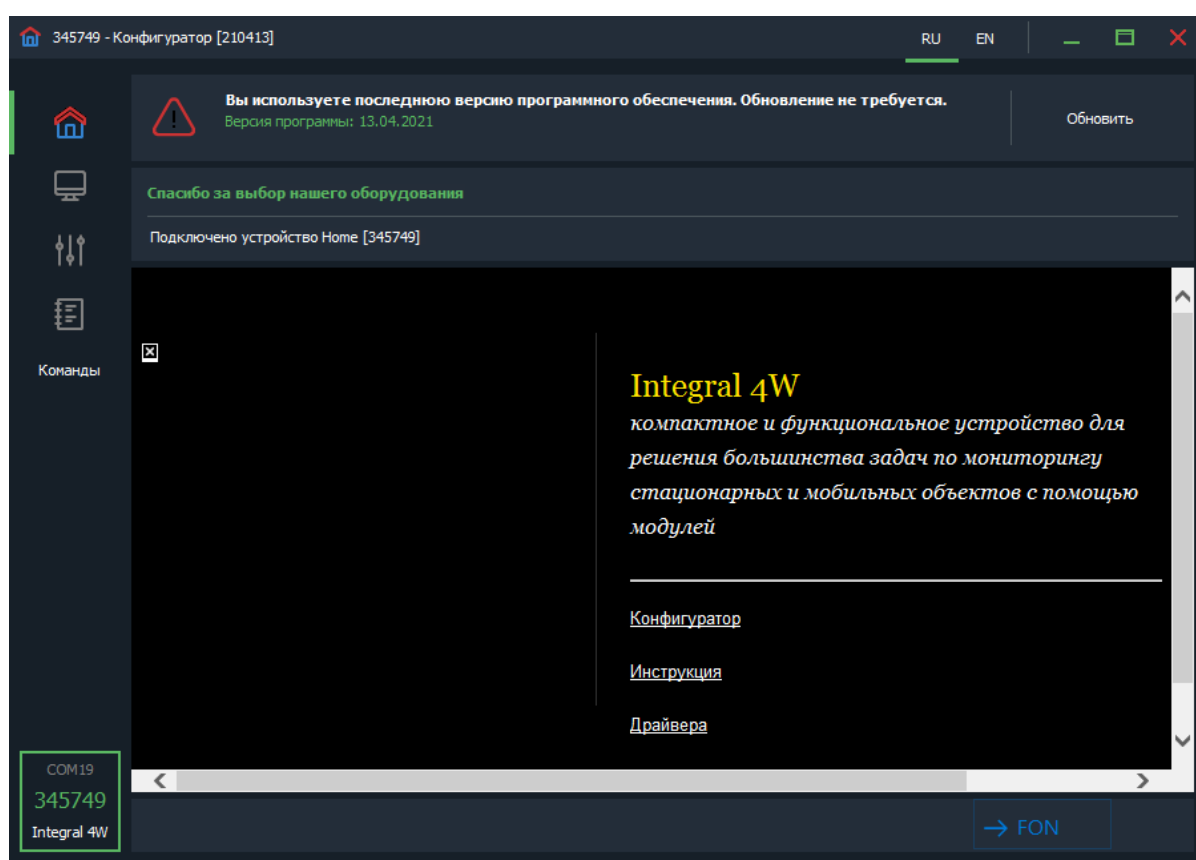 345749 - Конфигуратор [210413]
RU
EN
Вы используете последнюю версию программного обеспечения. Обновление не требуется.
Версия программы: 13.04.2021
Обновить
Спасибо за выбор нашего оборудования
Подключено устройство Home [345749]
Команды
Integral 4W
компактное и функциональное устройство для
решения большинства задач по мониторингу
стационарных и мобильных объектов с помощью
модулей
Конфигуратор
Инструкция
Драйвера
COM19
345749
Integral 4W
→ FON